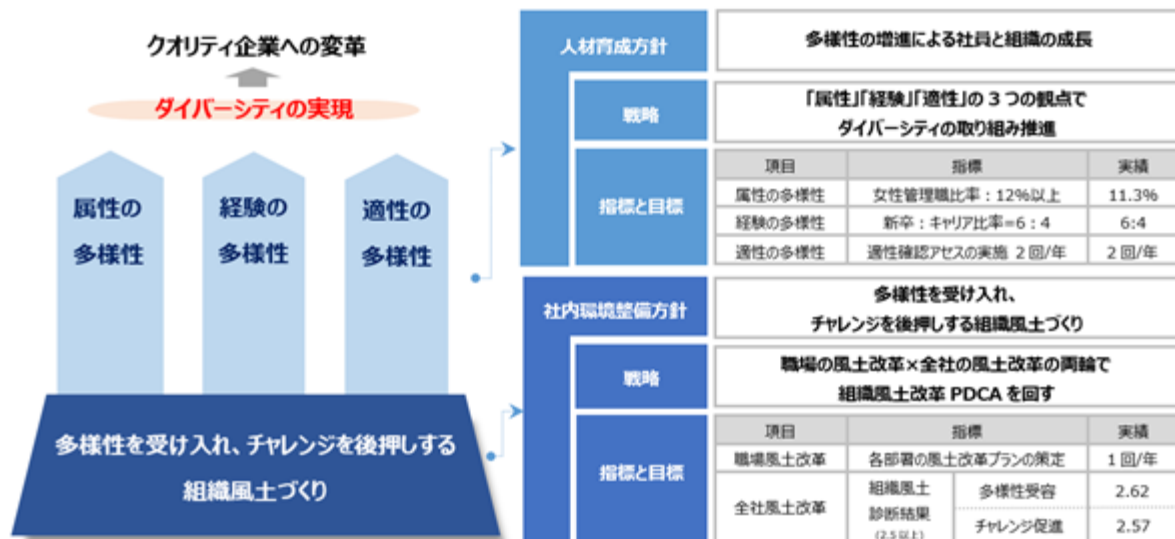 クオリティ企業への変革
ダイバーシティの実現
属性の
多様性
経験の
多様性
適性の
多様性
多様性を受け入れ、チャレンジを後押しする
組織風土づくり
人材育成方針
多様性の増進による社員と組織の成長
戦略
「属性」「経験」「適性」の3つの観点で
ダイバーシティの取り組み推進
指標と目標
項目 指標 実績
属性の多様性 女性管理職比率:12%以上 11.3%
経験の多様性 新卒:キャリア比率=6:4 6:4
適性の多様性 適性確認アセスの実施 2回/年 2回/年
社内環境整備方針
多様性を受け入れ、
チャレンジを後押しする組織風土づくり
戦略
職場の風土改革×全社の風土改革の両輪で
組織風土改革 PDCA を回す
指標と目標
項目 指標 実績
職場風土改革 各部署の風土改革プランの策定 1回/年
全社風土改革
組織風土
診断結果
(2.5以上)
多様性受容 2.62
チャレンジ促進 2.57